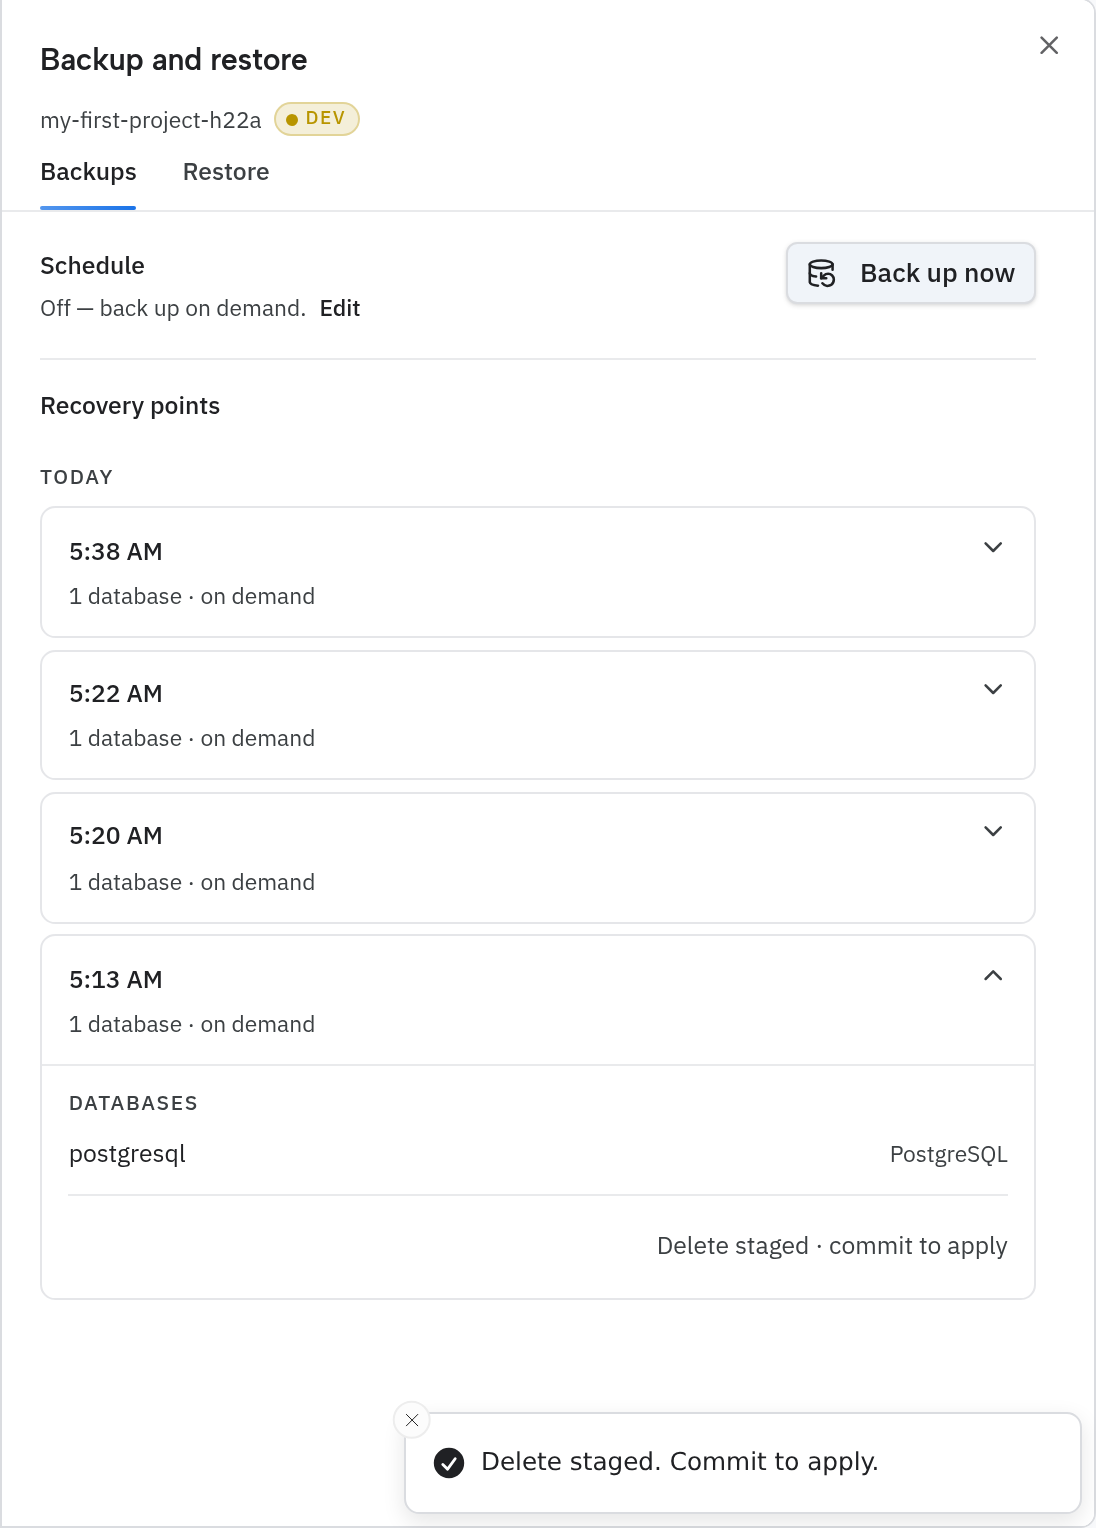 Backup and restore
my-first-project-h22a DEV
Backups Restore
Schedule
Back up now
Off — back up on demand. Edit
Recovery points
TODAY
5:38 AM
1 database · on demand
5:22 AM
1 database · on demand
5:20 AM
1 database · on demand
5:13 AM
1 database · on demand
DATABASES
postgresql PostgreSQL
Delete staged · commit to apply
Delete staged. Commit to apply.